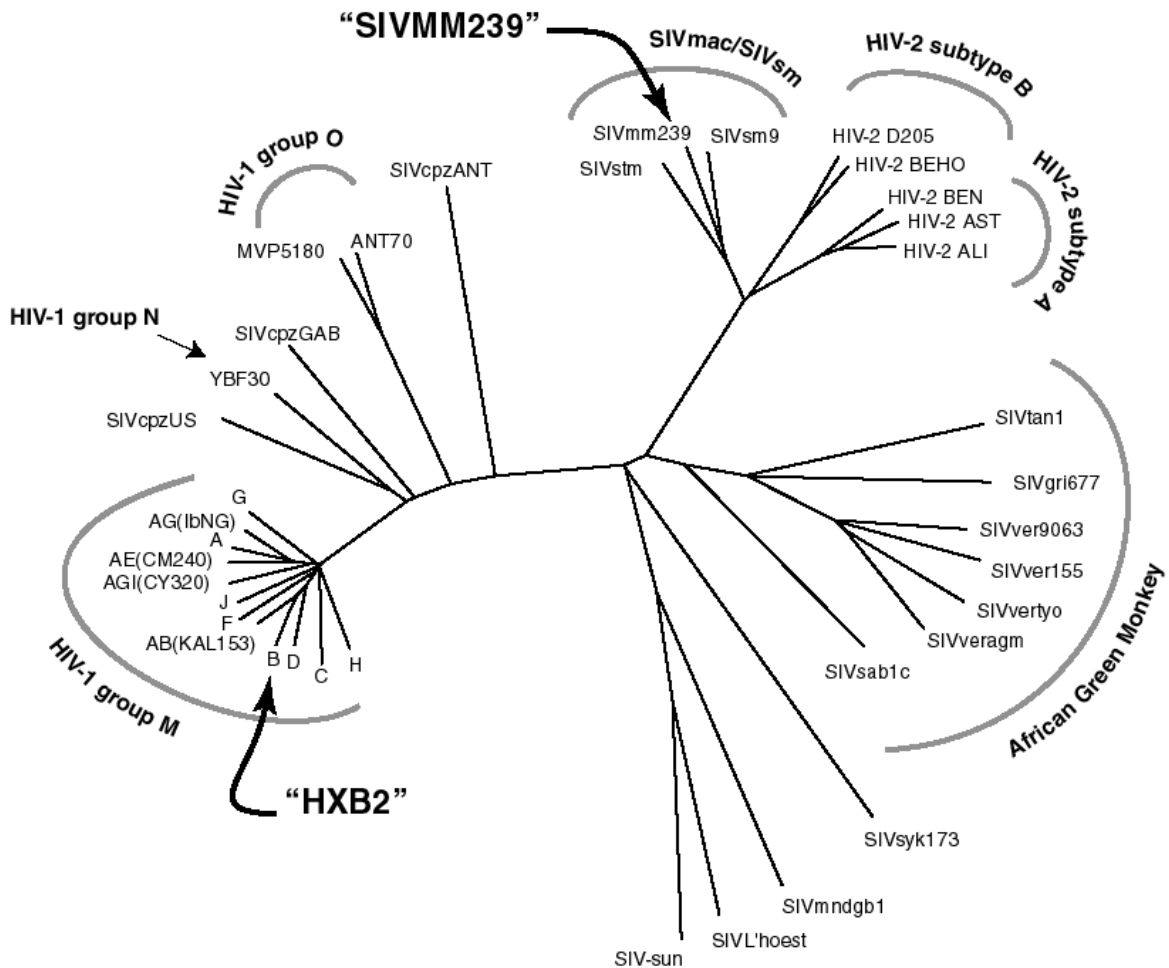 “SIVMM239”
SIVmac/SIVsm
HIV-2 subtype B
SIVmm239
SIVsm9
SIVstm
HIV-2 D205
HIV-2 BEHO
HIV-2 subtype A
HIV-2 BEN
HIV-2 AST
HIV-2 ALI
HIV-1 group O
SIVcpzANT
MVP5180
ANT70
HIV-1 group N
SIVcpzGAB
YBF30
SIVcpzUS
SIVtan1
SIVgri677
SIVver9063
SIVver155
SIVvertyo
SIVveragm
SIVsab1c
African Green Monkey
G
AG(IbNG)
A
AE(CM240)
AGI(CY320)
J
F
AB(KAL153)
B
D
C
H
HIV-1 group M
“HXB2”
SIVsyk173
SIVmndgb1
SIVL'hoest
SIV-sun